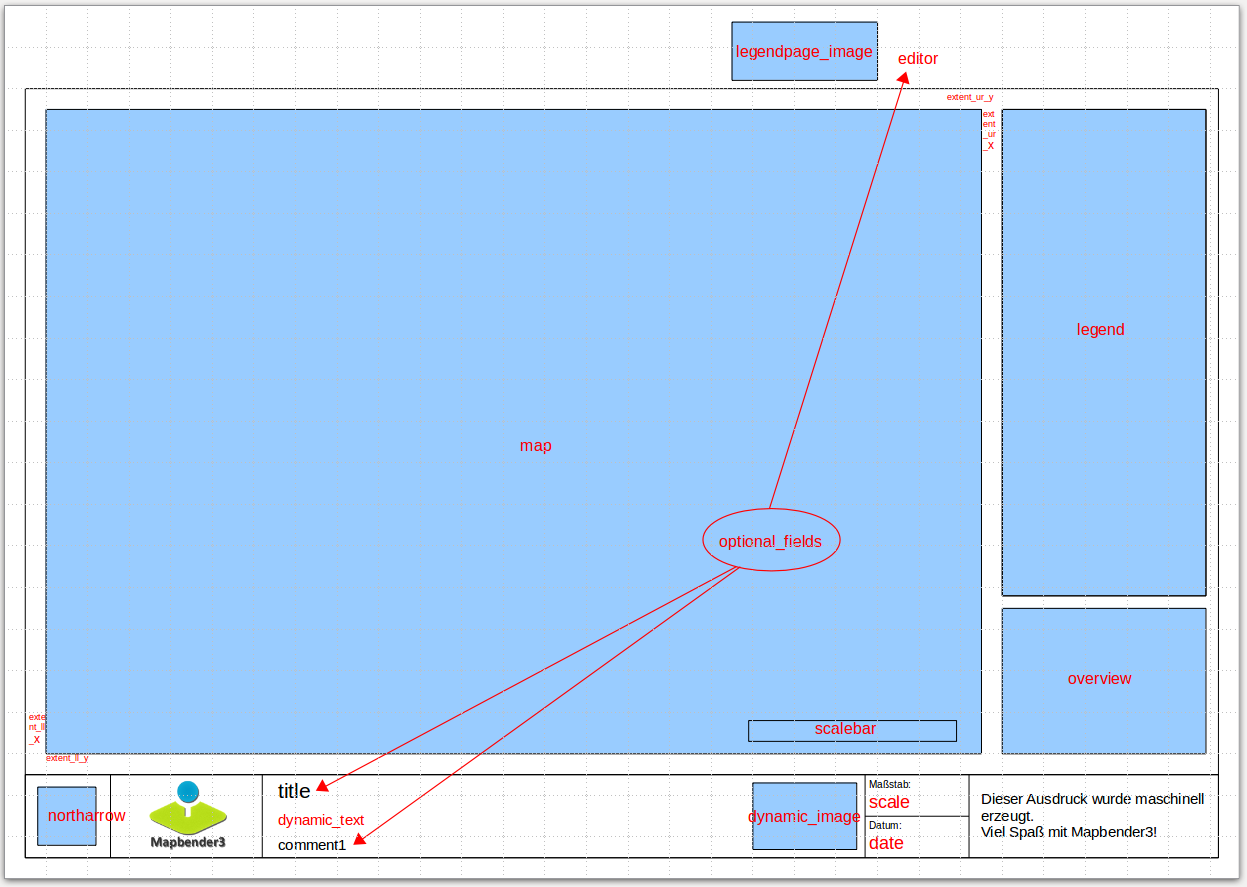 legendpage_image
editor
extent_ur_y
ext
ent
_ur
_X
legend
map
optional_fields
overview
exte
nt_ll
_X
scalebar
extent_ll_y
northarrow
Mapbender3
title
dynamic_text
comment1
dynamic_image
Maßstab:
scale
Datum:
date
Dieser Ausdruck wurde maschinell
erzeugt.
Viel Spaß mit Mapbender3!